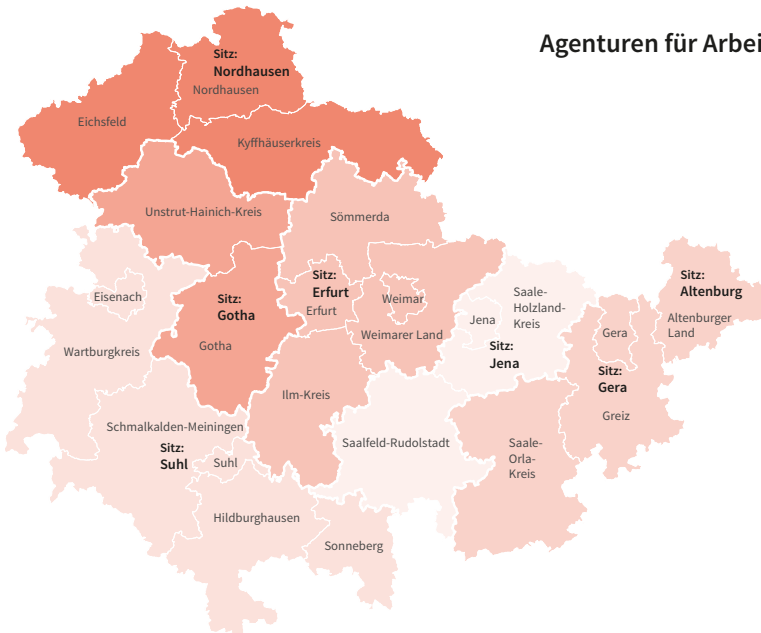 Agenturen für Arbei
Sitz:
Nordhausen
Nordhausen
Eichsfeld
Kyffhäuserkreis
Unstrut-Hainich-Kreis
Sömmerda
Eisenach
Sitz:
Gotha
Gotha
Sitz:
Erfurt
Erfurt
Weimar
Weimarer Land
Saale-
Holzland-
Kreis
Jena
Sitz:
Jena
Sitz:
Altenburg
Altenburger
Land
Gera
Sitz:
Gera
Greiz
Wartburgkreis
Ilm-Kreis
Schmalkalden-Meiningen
Sitz:
Suhl
Suhl
Saalfeld-Rudolstadt
Saale-
Orla-
Kreis
Hildburghausen
Sonneberg